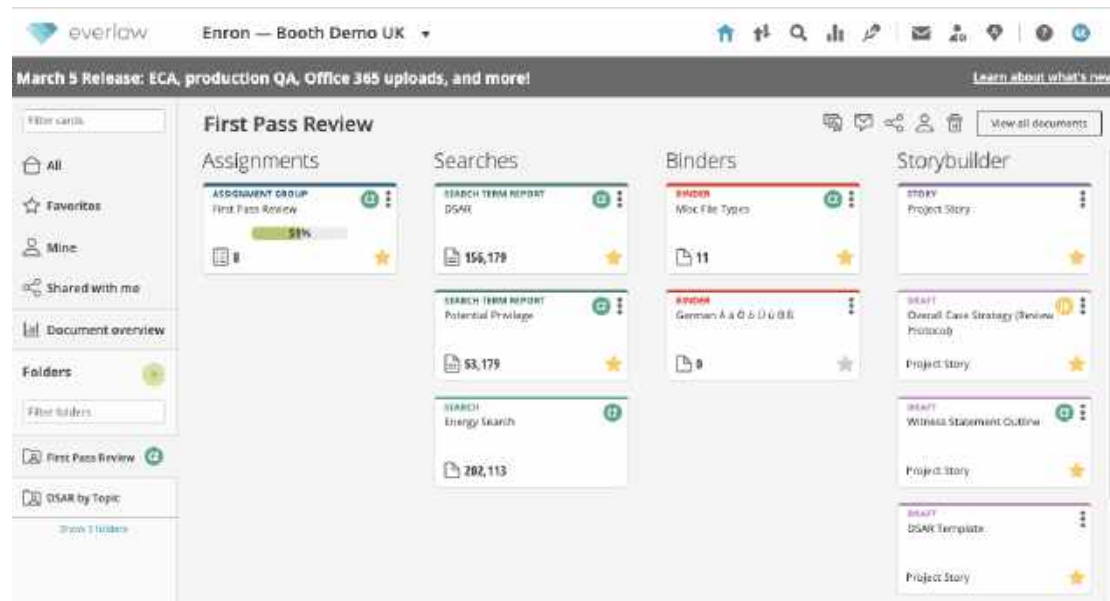 everlaw
Enron — Booth Demo UK
March 5 Release: ECA, production QA, Office 365 uploads, and more!
Learn about what's new
Filter cards
All
Favorites
Mine
Shared with me
Document overview
Folders
Filter folders
First Pass Review
DSAR by Topic
First Pass Review
View all documents
Assignments
ASSIGNMENT GROUP
First Pass Review
Searches
SEARCH TERM REPORT
DSAR
156,179
SEARCH TERM REPORT
Potential Privilege
53,179
SEARCH
Energy Search
202,113
Binders
BINDER
Misc File Types
11
BINDER
German
Storybuilder
STORY
Project Story
DRAFT
Overall Case Strategy (Review
Protocol)
Project Story
DRAFT
Witness Statement Outline
Project Story
DRAFT
DSAR Template
Project Story